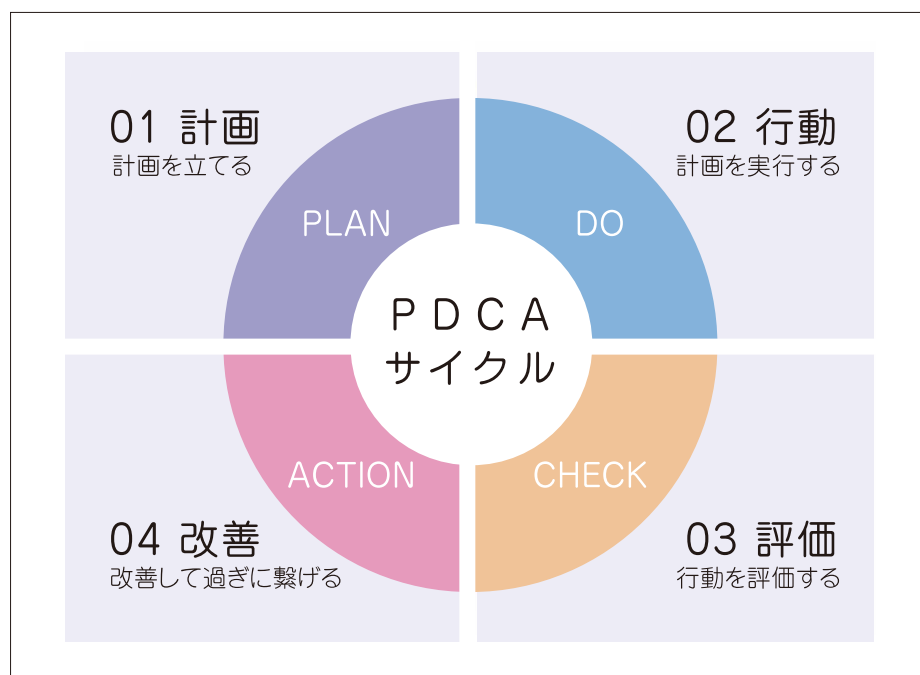 01 計画
計画を立てる
PLAN
02 行動
計画を実行する
DO
PDCA
サイクル
ACTION
04 改善
改善して過ぎに繋げる
CHECK
03 評価
行動を評価する